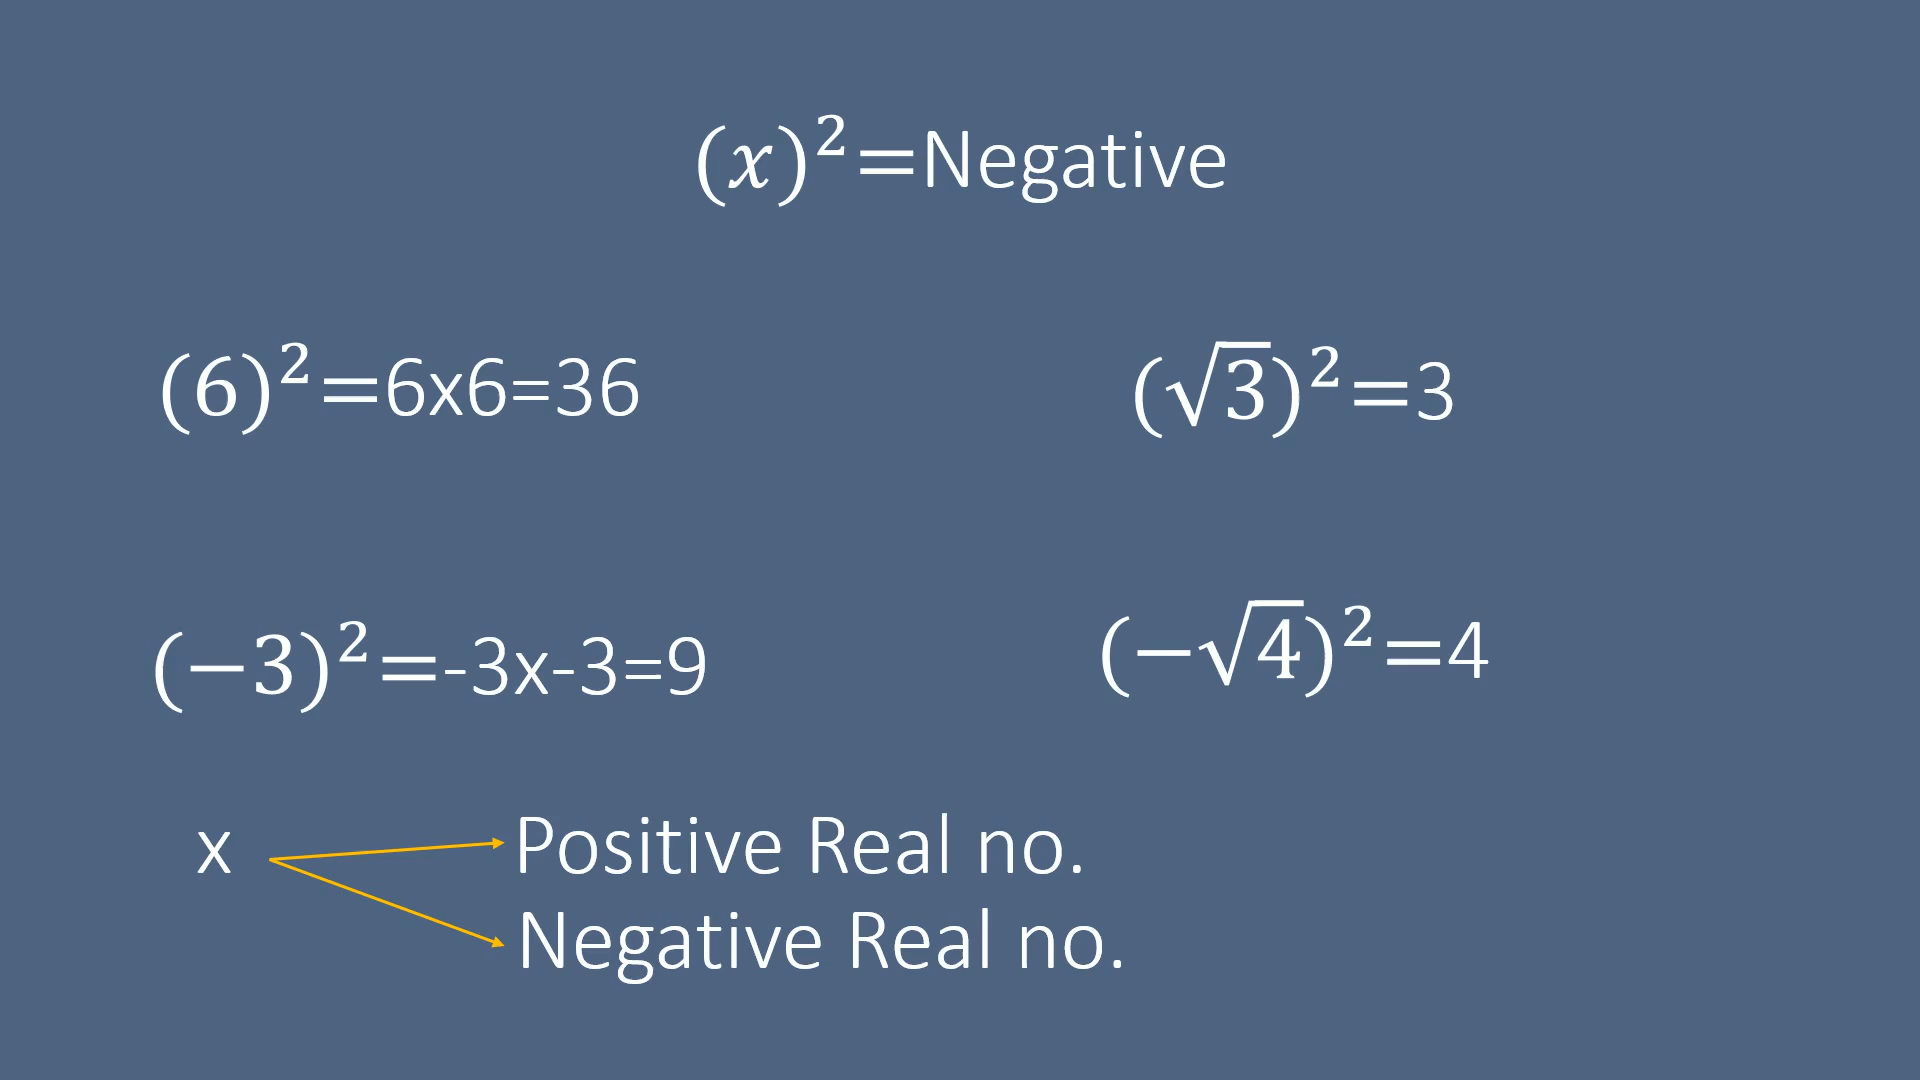 (x)²=Negative
(6)²=6x6=36
(√3)²=3
(−3)²=-3x-3=9
(−√4)²=4
x
Positive Real no.
Negative Real no.